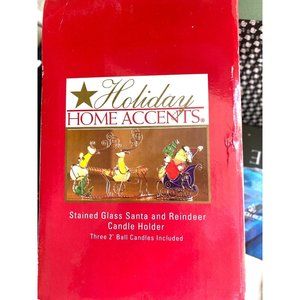 Holiday
HOME ACCENTS®
Stained Glass Santa and Reindeer
Candle Holder
Three 2" Ball Candles Included